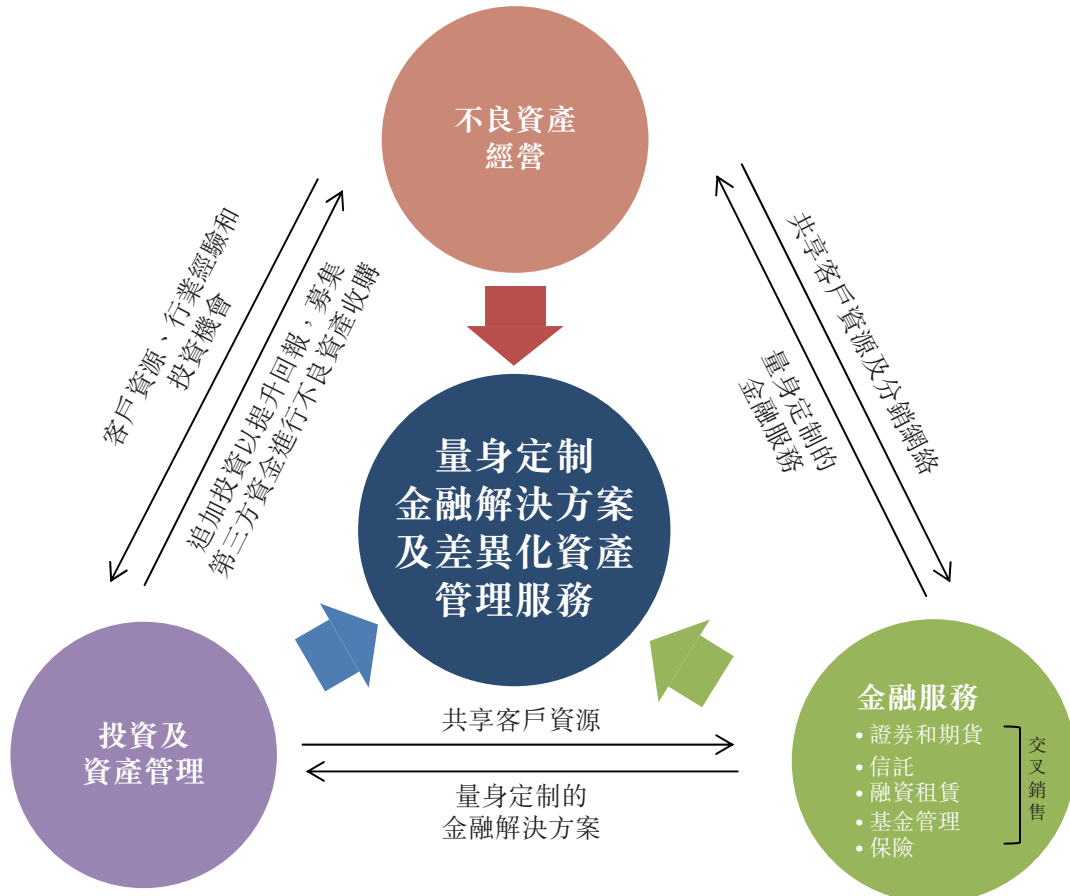 不良資產
經營
客戶資源、行業經驗和
投資機會
追加投資以提升回報，募集
第三方資金進行不良資產收購
共享客戶資源及分銷網絡
量身定制的
金融服務
量身定制
金融解決方案
及差異化資產
管理服務
投資及
資產管理
共享客戶資源
量身定制的
金融解決方案
金融服務
• 證券和期貨
• 信託
• 融資租賃
• 基金管理
• 保險
交叉銷售